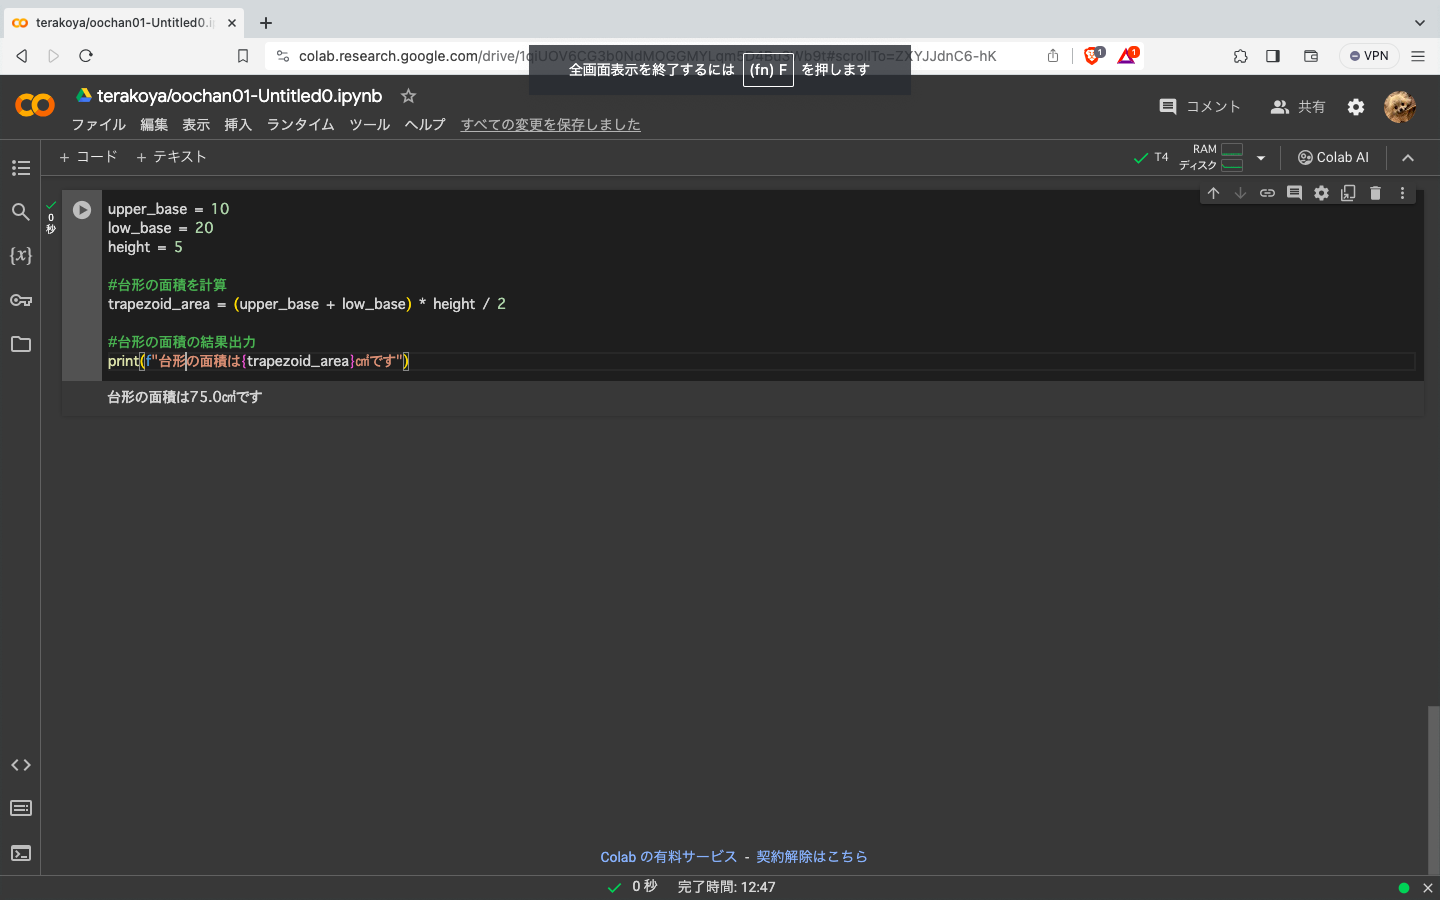 terakoya/oochan01-Untitled0.i
colab.research.google.com/drive/
VPN
全画面表示を終了するには (fn) F を押します
terakoya/oochan01-Untitled0.ipynb
コメント
共有
ファイル 編集 表示 挿入 ランタイム ツール ヘルプ すべての変更を保存しました
+ コード + テキスト
T4
RAM
ディスク
Colab AI
0
秒
upper_base = 10
low_base = 20
height = 5
#台形の面積を計算
trapezoid_area = (upper_base + low_base) * height / 2
#台形の面積の結果出力
print(f"台形の面積は{trapezoid_area}㎠です")
台形の面積は75.0㎠です
Colab の有料サービス - 契約解除はこちら
0 秒 完了時間: 12:47